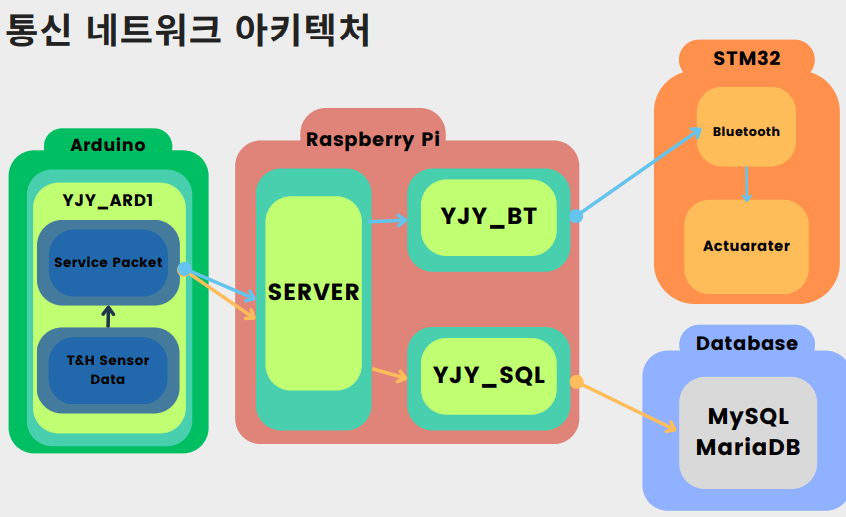 통신 네트워크 아키텍처
Arduino
YJY_ARD1
Service Packet
T&H Sensor
Data
Raspberry Pi
SERVER
YJY_BT
YJY_SQL
STM32
Bluetooth
Actuarater
Database
MySQL
MariaDB